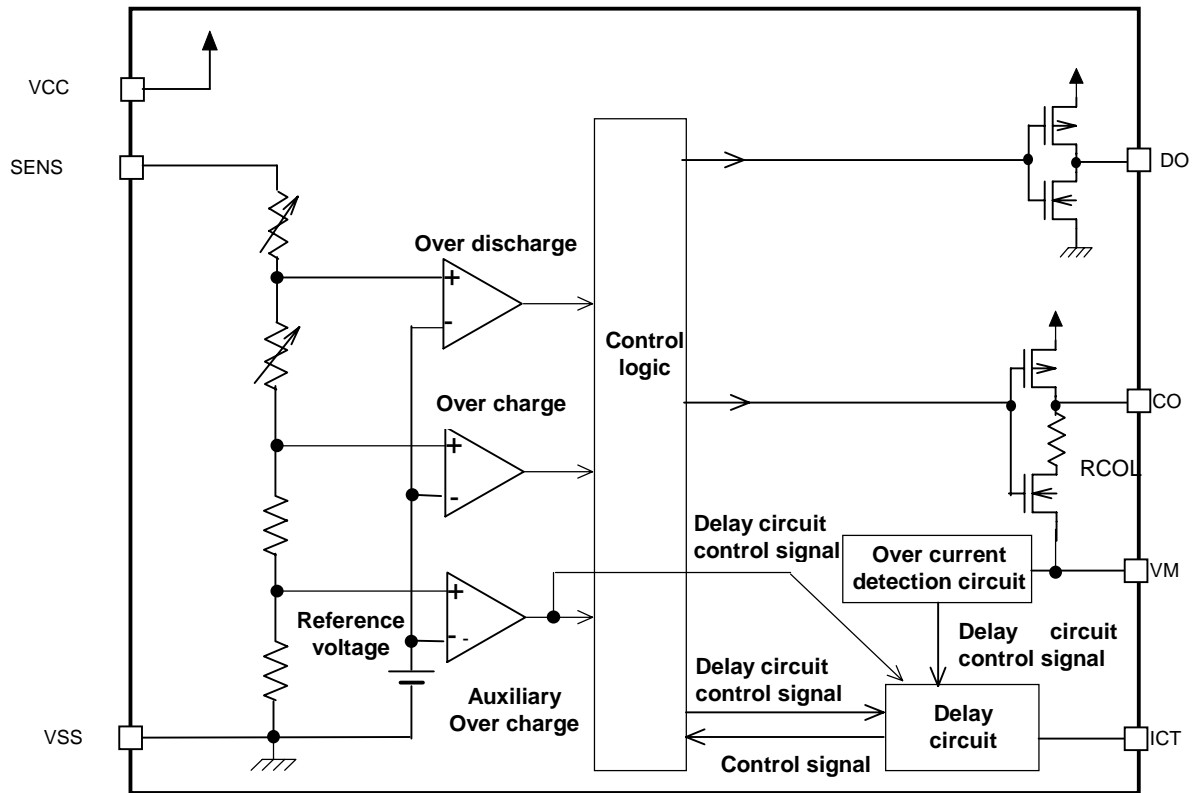 VCC
SENS
DO
Over discharge
+
-
Control
logic
Over charge
+
-
CO
RCOL
Delay circuit
control signal
Over current
detection circuit
VM
+
- -
Reference
voltage
Delay circuit
control signal
Auxiliary
Over charge
Delay circuit
control signal
VSS
Delay
circuit
ICT
Control signal